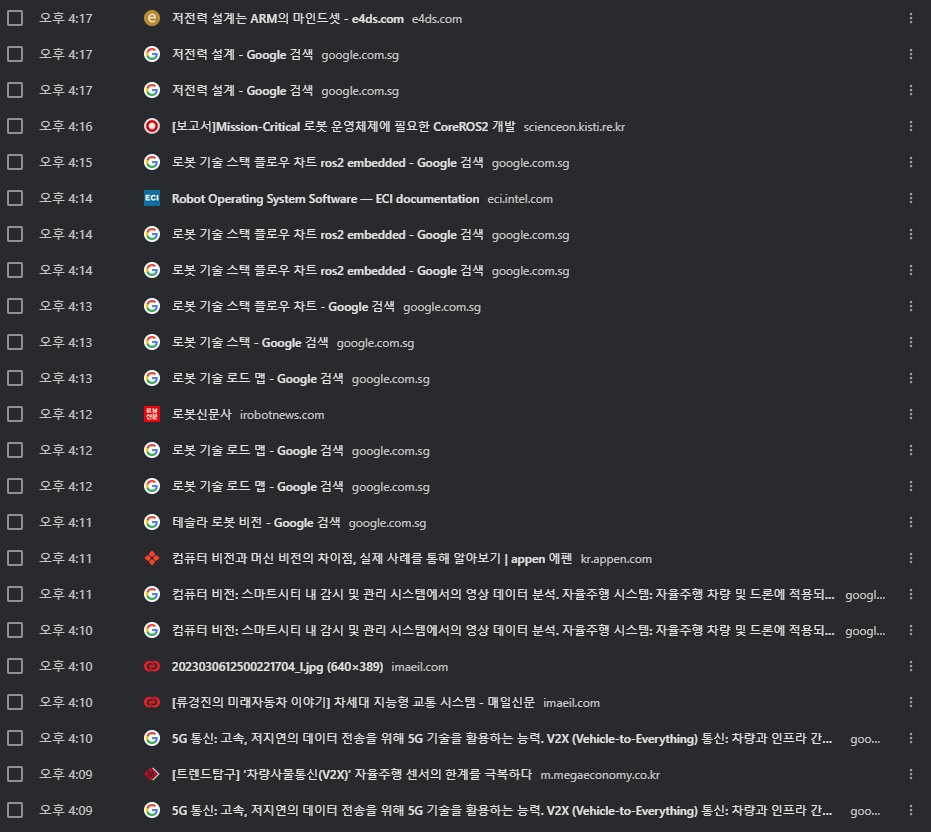 오후 4:17 e 저전력 설계는 ARM의 마인드셋 - e4ds.com e4ds.com
오후 4:17 저전력 설계 - Google 검색 google.com.sg
오후 4:17 저전력 설계 - Google 검색 google.com.sg
오후 4:16 [보고서]Mission-Critical 로봇 운영체제에 필요한 CoreROS2 개발 scienceon.kisti.re.kr
오후 4:15 로봇 기술 스택 플로우 차트 ros2 embedded - Google 검색 google.com.sg
오후 4:14 ECI Robot Operating System Software — ECI documentation eci.intel.com
오후 4:14 로봇 기술 스택 플로우 차트 ros2 embedded - Google 검색 google.com.sg
오후 4:14 로봇 기술 스택 플로우 차트 ros2 embedded - Google 검색 google.com.sg
오후 4:13 로봇 기술 스택 플로우 차트 - Google 검색 google.com.sg
오후 4:13 로봇 기술 스택 - Google 검색 google.com.sg
오후 4:13 로봇 기술 로드 맵 - Google 검색 google.com.sg
오후 4:12 로봇신문사 irobotnews.com
오후 4:12 로봇 기술 로드 맵 - Google 검색 google.com.sg
오후 4:12 로봇 기술 로드 맵 - Google 검색 google.com.sg
오후 4:11 테슬라 로봇 비전 - Google 검색 google.com.sg
오후 4:11 컴퓨터 비전과 머신 비전의 차이점, 실제 사례를 통해 알아보기 | appen 에펜 kr.appen.com
오후 4:11 컴퓨터 비전: 스마트시티 내 감시 및 관리 시스템에서의 영상 데이터 분석. 자율주행 시스템: 자율주행 차량 및 드론에 적용되... googl...
오후 4:10 컴퓨터 비전: 스마트시티 내 감시 및 관리 시스템에서의 영상 데이터 분석. 자율주행 시스템: 자율주행 차량 및 드론에 적용되... googl...
오후 4:10 2023030612500221704_l.jpg (640×389) imaeil.com
오후 4:10 [류경진의 미래자동차 이야기] 차세대 지능형 교통 시스템 - 매일신문 imaeil.com
오후 4:10 5G 통신: 고속, 저지연의 데이터 전송을 위해 5G 기술을 활용하는 능력. V2X (Vehicle-to-Everything) 통신: 차량과 인프라 간... goo...
오후 4:09 [트렌드탐구] '차량사물통신(V2X)' 자율주행 센서의 한계를 극복하다 m.megaeconomy.co.kr
오후 4:09 5G 통신: 고속, 저지연의 데이터 전송을 위해 5G 기술을 활용하는 능력. V2X (Vehicle-to-Everything) 통신: 차량과 인프라 간... goo...